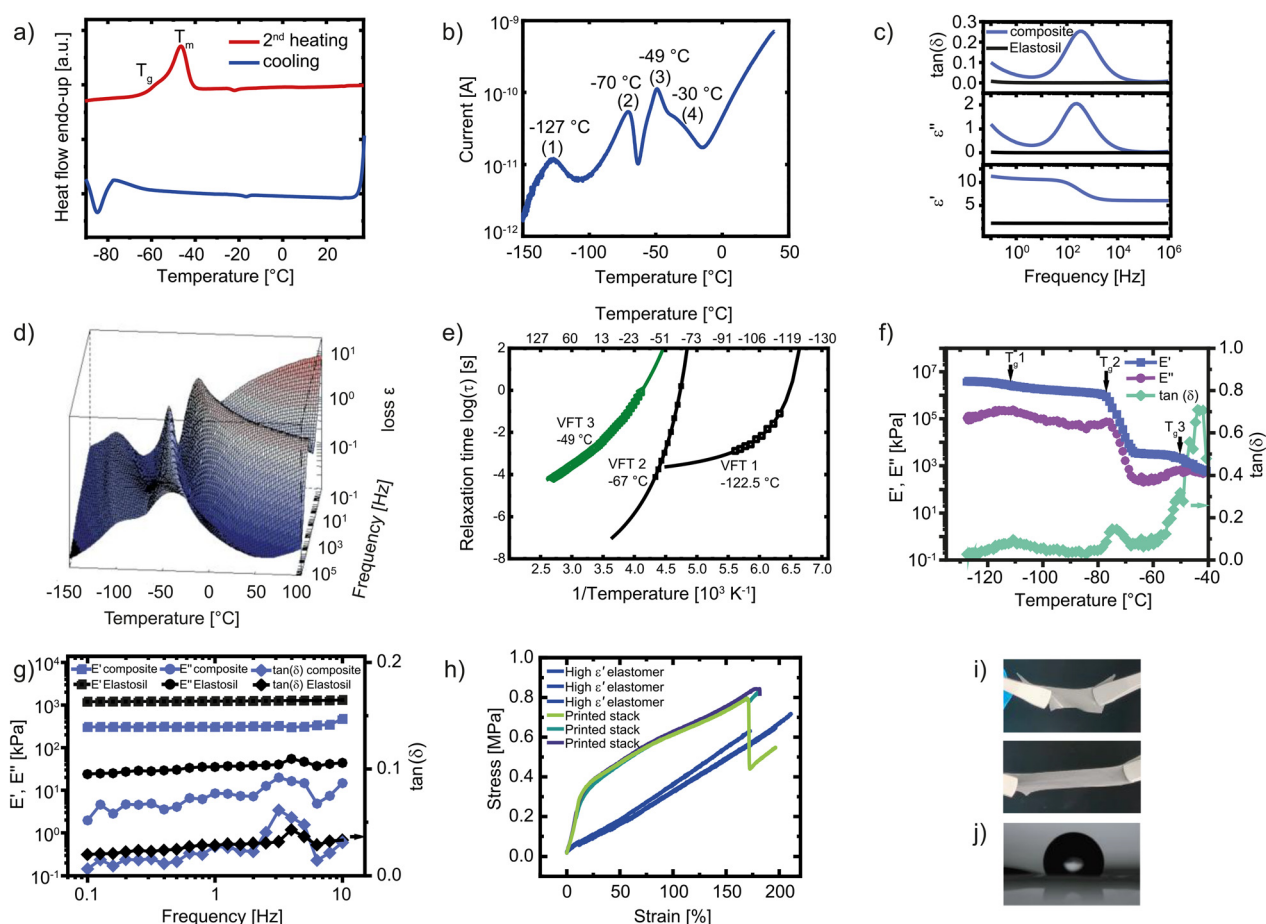 a)
Heat flow endo-up [a.u.]
T_g
T_m
2nd heating
cooling
-80 -60 -40 -20 0 20
Temperature [°C]
b)
Current [A]
10⁻⁹
10⁻¹⁰
10⁻¹¹
10⁻¹²
-127 °C
(1)
-70 °C
(2)
-49 °C
(3)
-30 °C
(4)
-150 -100 -50 0 50
Temperature [°C]
c)
tan(δ)
0.3
0.2
0.1
0.0
composite
Elastosil
ε''
2
1
0
ε'
10
5
10⁰ 10² 10⁴ 10⁶
Frequency [Hz]
d)
10¹
10⁰
10⁻¹
loss ε
10⁻¹
10¹
10³
10⁵
Frequency [Hz]
-150 -100 -50 0 50 100
Temperature [°C]
e)
Temperature [°C]
127 60 13 -23 -51 -73 -91 -106 -119 -130
Relaxation time log(τ) [s]
2
0
-2
-4
-6
-8
VFT 3
-49 °C
VFT 2
-67 °C
VFT 1
-122.5 °C
2.5 3.0 3.5 4.0 4.5 5.0 5.5 6.0 6.5 7.0
1/Temperature [10³ K⁻¹]
f)
E', E'' [kPa]
10⁷
10⁵
10³
10¹
10⁻¹
T_g1
T_g2
T_g3
E'
E''
tan (δ)
1.0
0.8
0.6
0.4
0.2
0.0
tan(δ)
-120 -100 -80 -60 -40
Temperature [°C]
g)
E', E'' [kPa]
10⁴
10³
10²
10¹
10⁰
10⁻¹
E' composite E'' composite tan(δ) composite
E' Elastosil E'' Elastosil tan(δ) Elastosil
0.2
0.1
0.0
tan(δ)
0.1 1 10
Frequency [Hz]
h)
Stress [MPa]
1.0
0.8
0.6
0.4
0.2
0.0
High ε' elastomer
High ε' elastomer
High ε' elastomer
Printed stack
Printed stack
Printed stack
0 50 100 150 200
Strain [%]
i)
j)